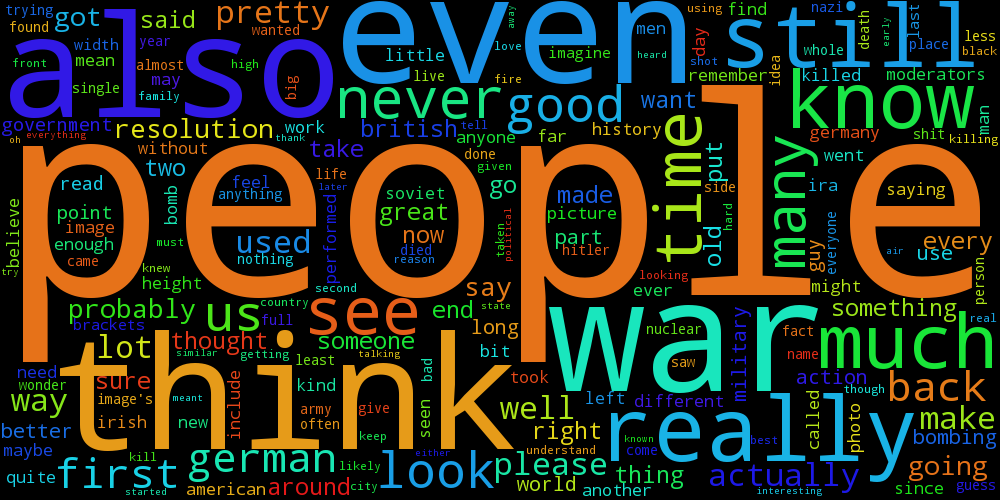 trying
got
said
pretty
also
even
still
away
men
using
find
nazi
last
found
wanted
death
early
width
year
little
love
heard
day
whole
place
less
front
mean
almost
high
big
imagine
shot
idea
black
single
may
family
live
fire
remember
killed
moderators
never
good
want
know
man
government
resolution
work
british
tell
anyone
far
history
time
many
germany
shit
killing
oh
everything
thank
without
take
done
given
put
went
people
two
life
go
side
ira
saying
read
feel
anything
later
soviet
made
hard
believe
point
bomb
great
picture
old
guy
everyone
image
performed
now
part
every
enough
used
died
taken
political
hitler
air
use
came
must
nothing
reason
looking
person
try
knew
height
second
say
ever
might
probably
us
country
see
end
state
something
real
brackets
full
someone
long
war
nuclear
military
fact
much
lot
thought
getting
talking
bit
saw
name
similar
least
bad
took
need
think
wonder
sure
include
kind
action
though
back
way
image's
meant
army
give
seen
well
left
different
called
photo
make
irish
new
often
right
really
better
keep
known
best
bombing
maybe
kill
german
likely
either
understand
come
going
quite
first
look
please
thing
actually
started
american
around
city
world
another
interesting
since
guess